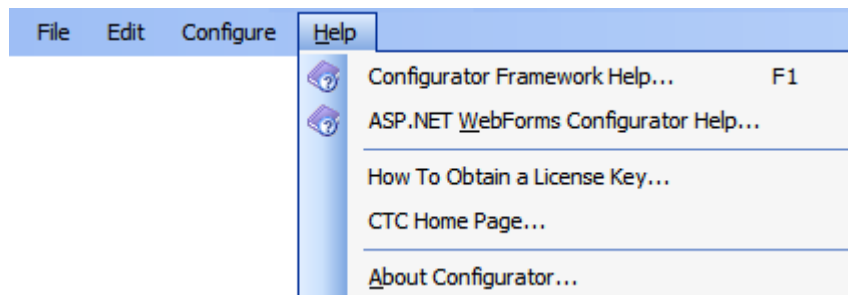 File Edit Configure Help
Configurator Framework Help... F1
ASP.NET WebForms Configurator Help...
How To Obtain a License Key...
CTC Home Page...
About Configurator...